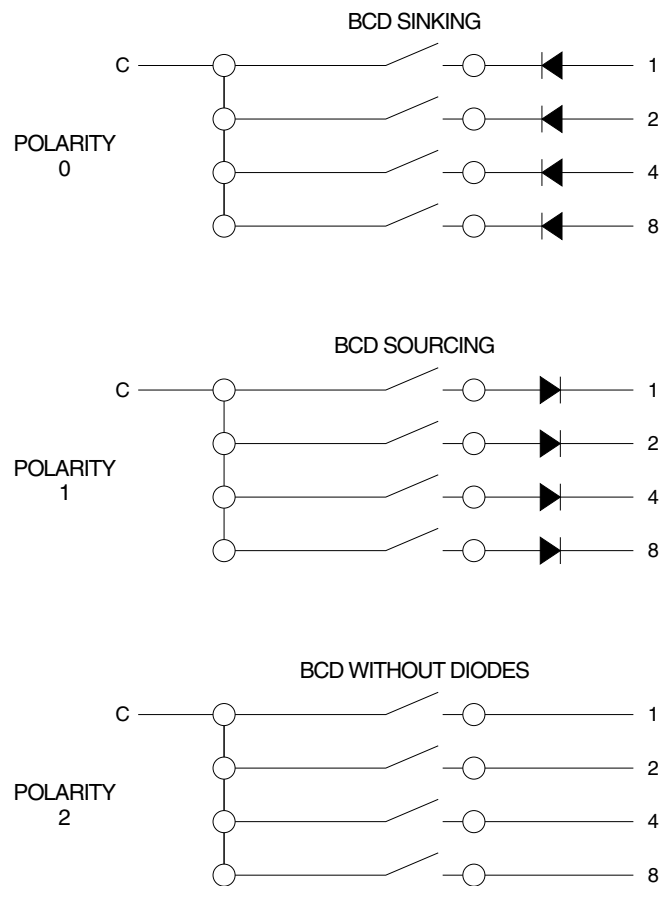 BCD SINKING
C 1
2
POLARITY
0
4
8
BCD SOURCING
C 1
2
POLARITY
1
4
8
BCD WITHOUT DIODES
C 1
2
POLARITY
2
4
8